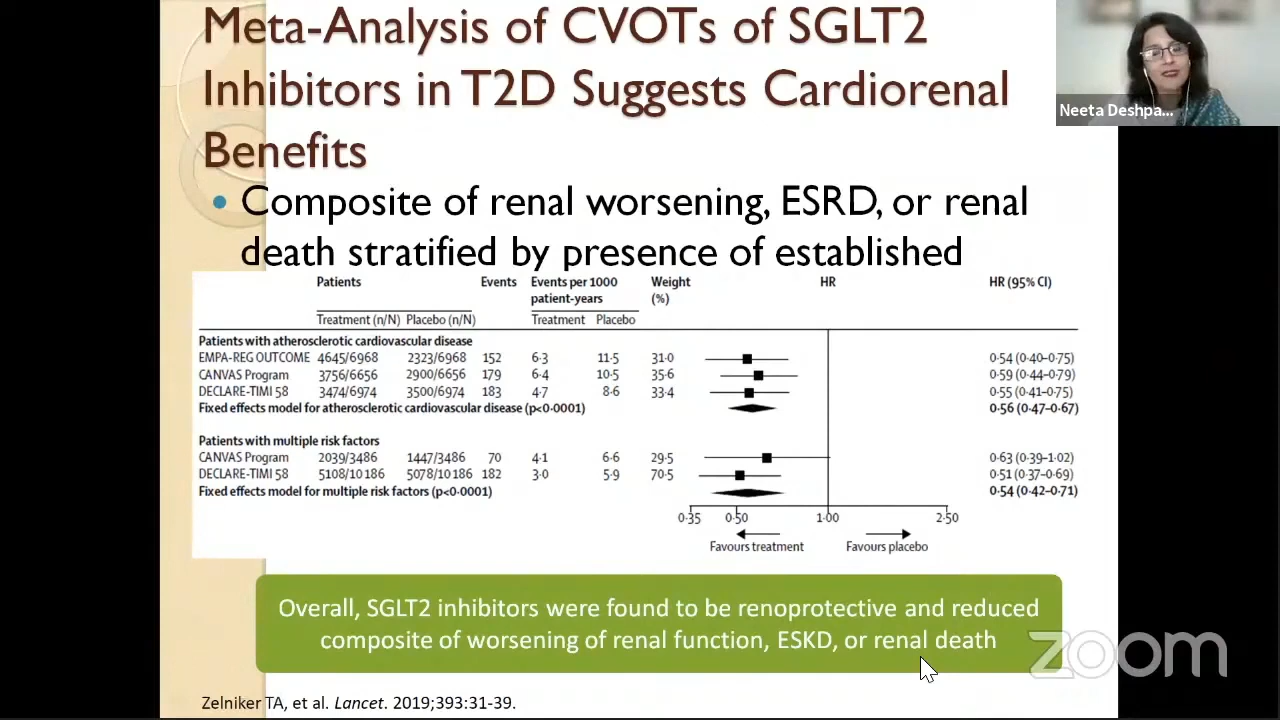 Meta-Analysis of CVOTs of SGLT2
Inhibitors in T2D Suggests Cardiorenal
Benefits
Neeta Deshpa...
• Composite of renal worsening, ESRD, or renal
death stratified by presence of established
Patients Events Events per 1000 patient-years Weight (%) HR HR (95% CI)
Treatment (n/N) Placebo (n/N) Treatment Placebo
Patients with atherosclerotic cardiovascular disease
EMPA-REG OUTCOME 4645/6968 2323/6968 152 6·3 11·5 31·0 0·54 (0·40–0·75)
CANVAS Program 3756/6656 2900/6656 179 6·4 10·5 35·6 0·59 (0·44–0·79)
DECLARE-TIMI 58 3474/6974 3500/6974 183 4·7 8·6 33·4 0·55 (0·41–0·75)
Fixed effects model for atherosclerotic cardiovascular disease (p<0·0001) 0·56 (0·47–0·67)
Patients with multiple risk factors
CANVAS Program 2039/3486 1447/3486 70 4·1 6·6 29·5 0·63 (0·39–1·02)
DECLARE-TIMI 58 5108/10 186 5078/10 186 182 3·0 5·9 70·5 0·51 (0·37–0·69)
Fixed effects model for multiple risk factors (p<0·0001) 0·54 (0·42–0·71)
0·35 0·50 1·00 2·50
Favours treatment Favours placebo
Overall, SGLT2 inhibitors were found to be renoprotective and reduced
composite of worsening of renal function, ESKD, or renal death
zoom
Zelniker TA, et al. Lancet. 2019;393:31-39.